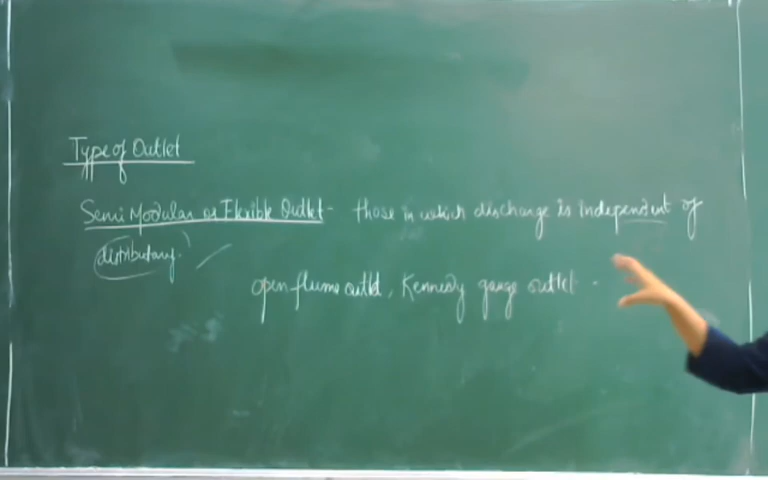 Type of Outlet
Semi Modular or Flexible Outlet - those in which discharge is independent of
distributary.
open flume outlet, Kennedy gauge outlet -